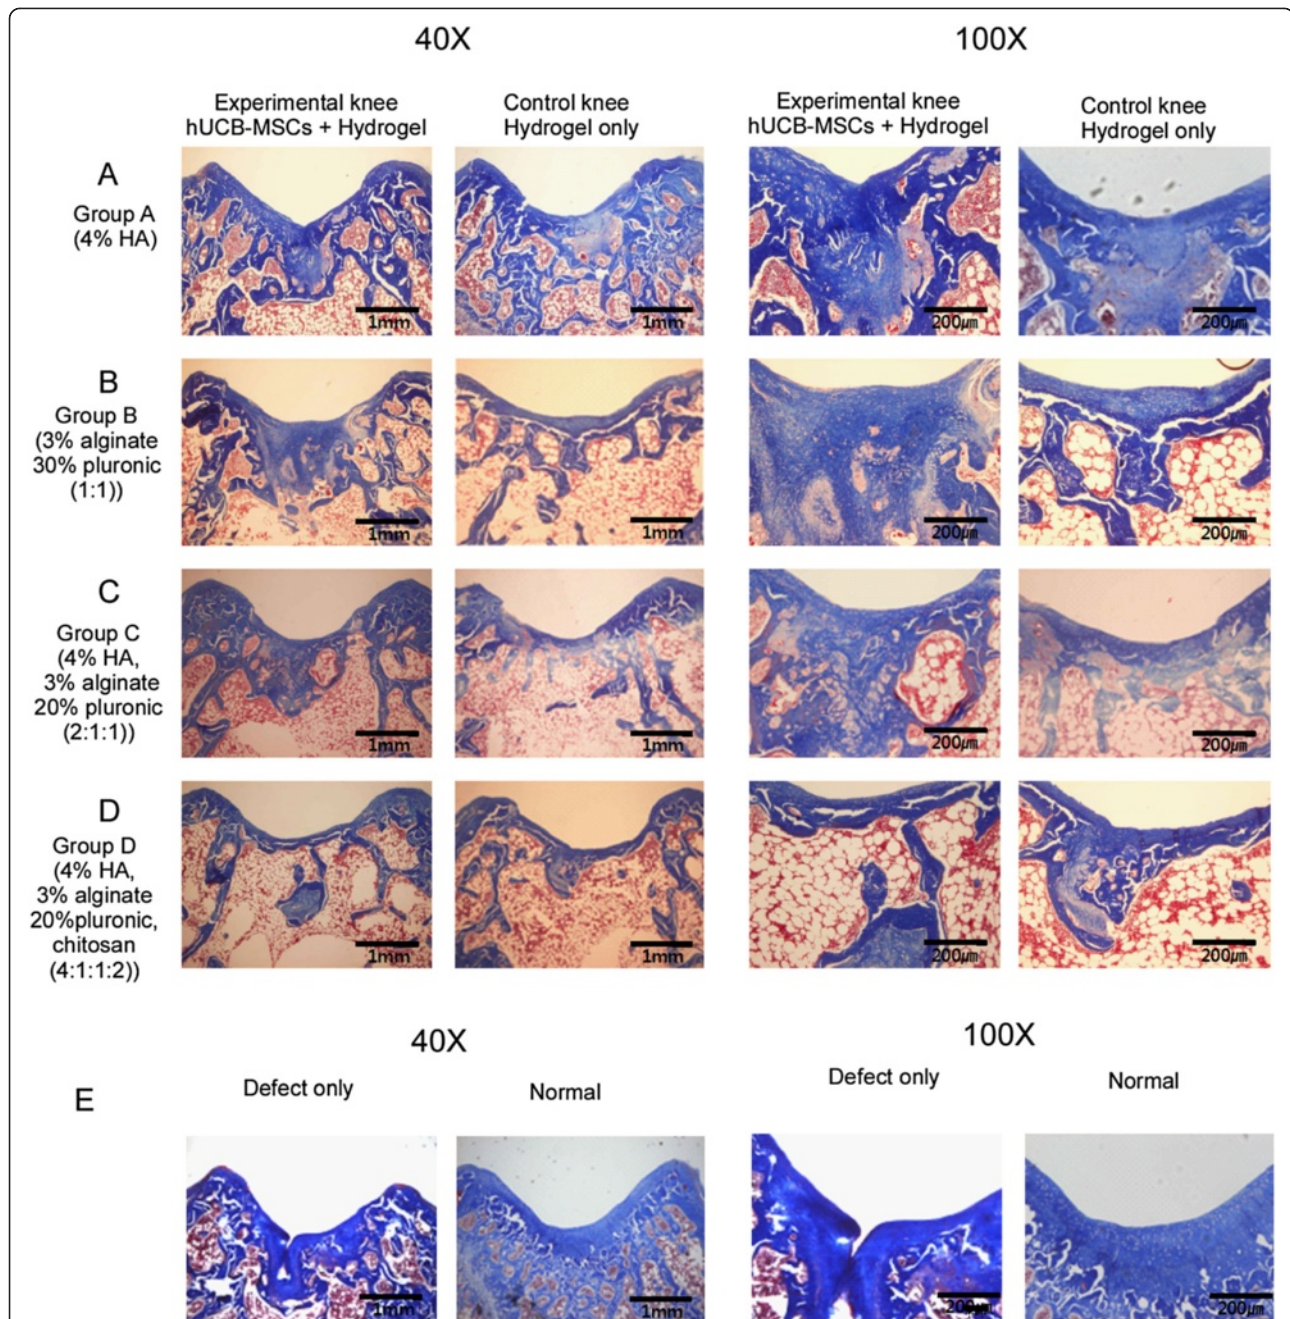 40X
100X
Experimental knee
hUCB-MSCs + Hydrogel
Control knee
Hydrogel only
Experimental knee
hUCB-MSCs + Hydrogel
Control knee
Hydrogel only
A
Group A
(4% HA)
1mm
1mm
200㎛
200㎛
B
Group B
(3% alginate
30% pluronic
(1:1))
1mm
1mm
200㎛
200㎛
C
Group C
(4% HA,
3% alginate
20% pluronic
(2:1:1))
1mm
1mm
200㎛
200㎛
D
Group D
(4% HA,
3% alginate
20%pluronic,
chitosan
(4:1:1:2))
1mm
1mm
200㎛
200㎛
40X
100X
E
Defect only
Normal
Defect only
Normal
1mm
1mm
200㎛
200㎛